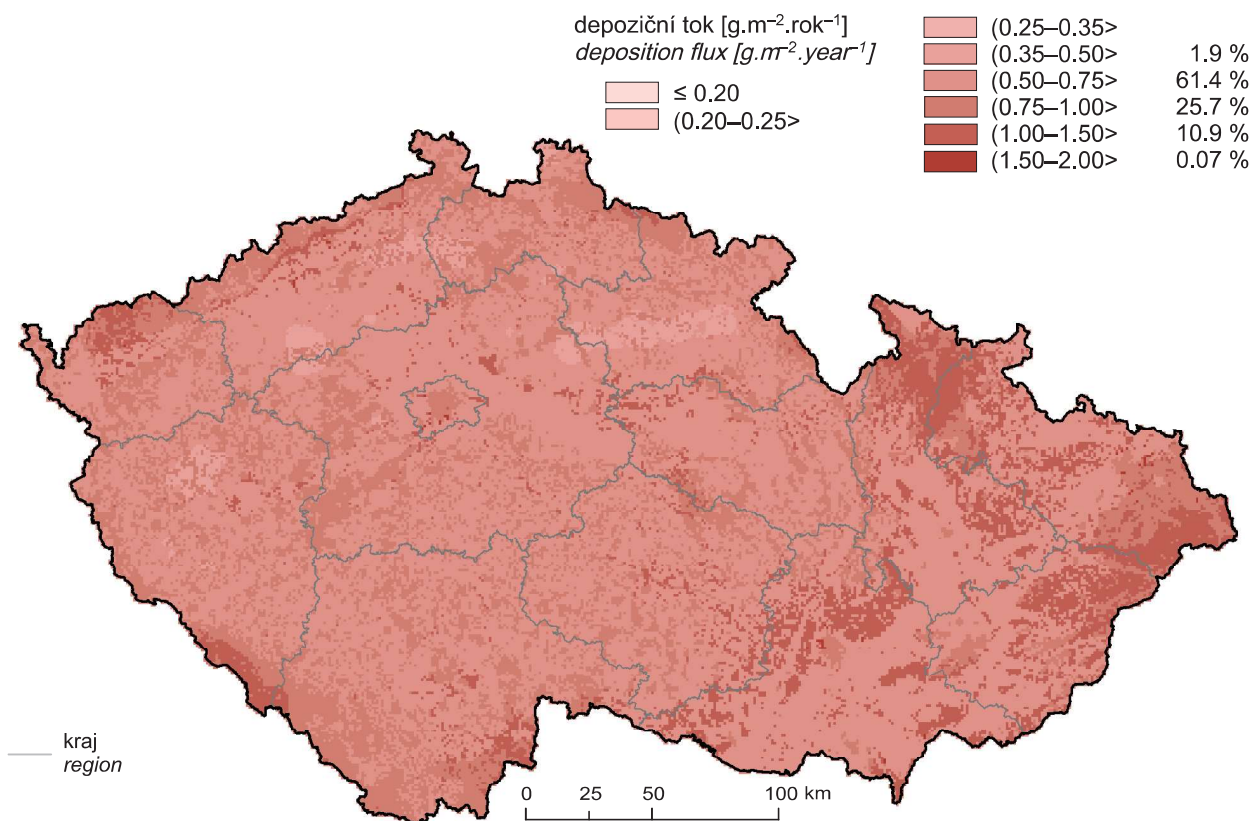 depoziční tok [g.m⁻².rok⁻¹]
deposition flux [g.m⁻².year⁻¹]
≤ 0.20
(0.20–0.25>
(0.25–0.35>
(0.35–0.50> 1.9 %
(0.50–0.75> 61.4 %
(0.75–1.00> 25.7 %
(1.00–1.50> 10.9 %
(1.50–2.00> 0.07 %
kraj
region
0 25 50 100 km